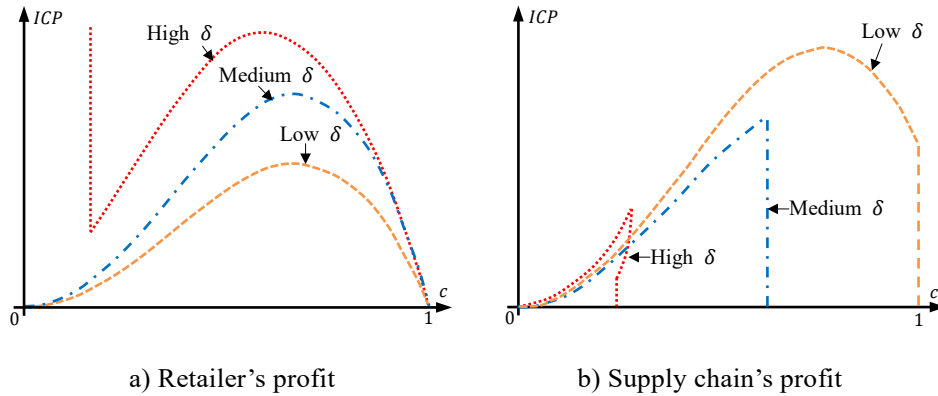 ICP
High δ
Medium δ
Low δ
c
0
1
a) Retailer's profit
ICP
Low δ
Medium δ
High δ
c
0
1
b) Supply chain's profit